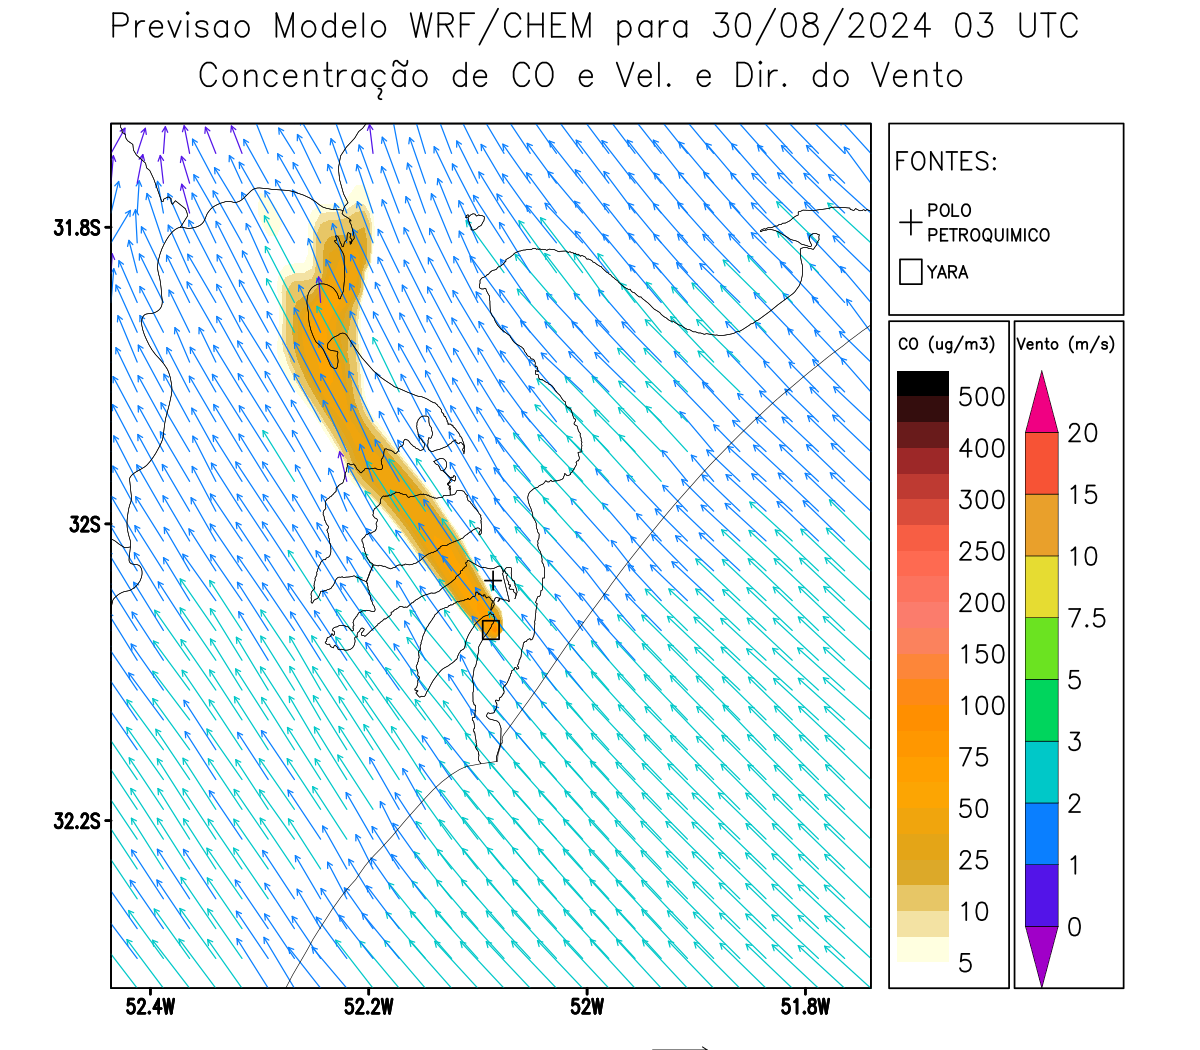 Previsao Modelo WRF/CHEM para 30/08/2024 03 UTC
Concentração de CO e Vel. e Dir. do Vento
FONTES:
POLO
PETROQUIMICO
YARA
CO (ug/m3)
500
400
300
250
200
150
100
75
50
25
10
5
Vento (m/s)
20
15
10
7.5
5
3
2
1
0
31.8S
32S
32.2S
52.4W
52.2W
52W
51.8W